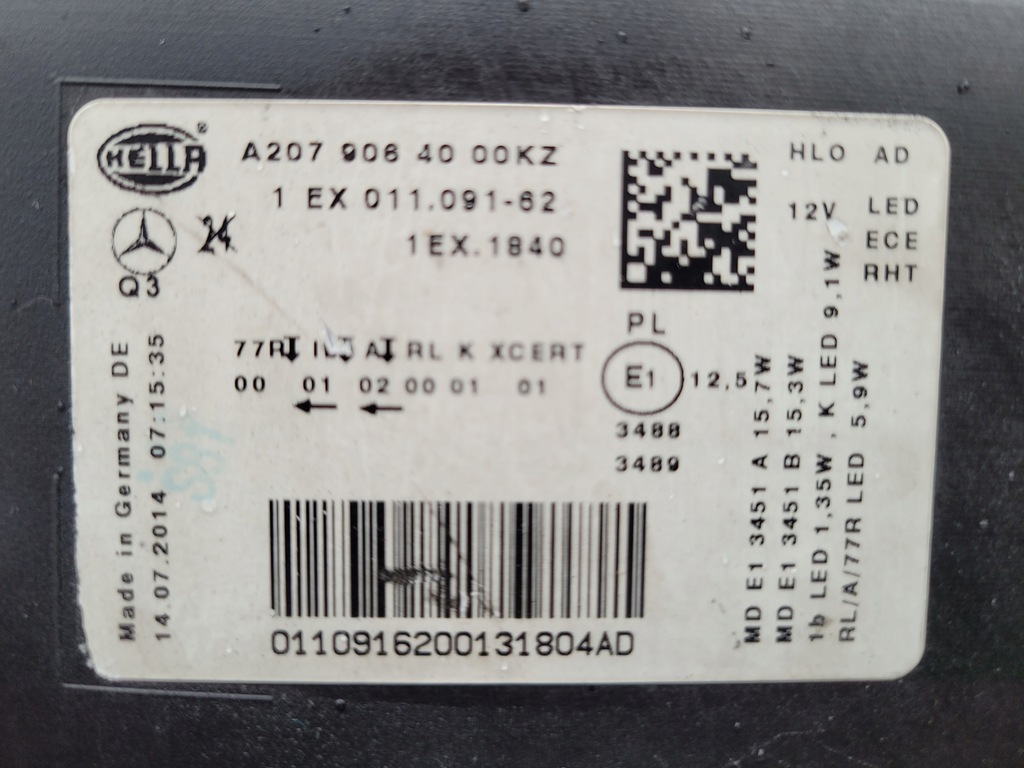 HELLA ®
A207 906 40 00KZ
1 EX 011.091-62
1EX.1840
24
Q3
HLO AD
12V LED
ECE
RHT
77R IL A RL K XCERT
00 01 02 00 01 01
PL
E1 12,5
3488
3489
Made in Germany DE
14.07.2014 07:15:35
MD E1 3451 A 15,7W
MD E1 3451 B 15,3W
1b LED 1,35W , K LED 9,1W
RL/A/77R LED 5,9W
0110916200131804AD